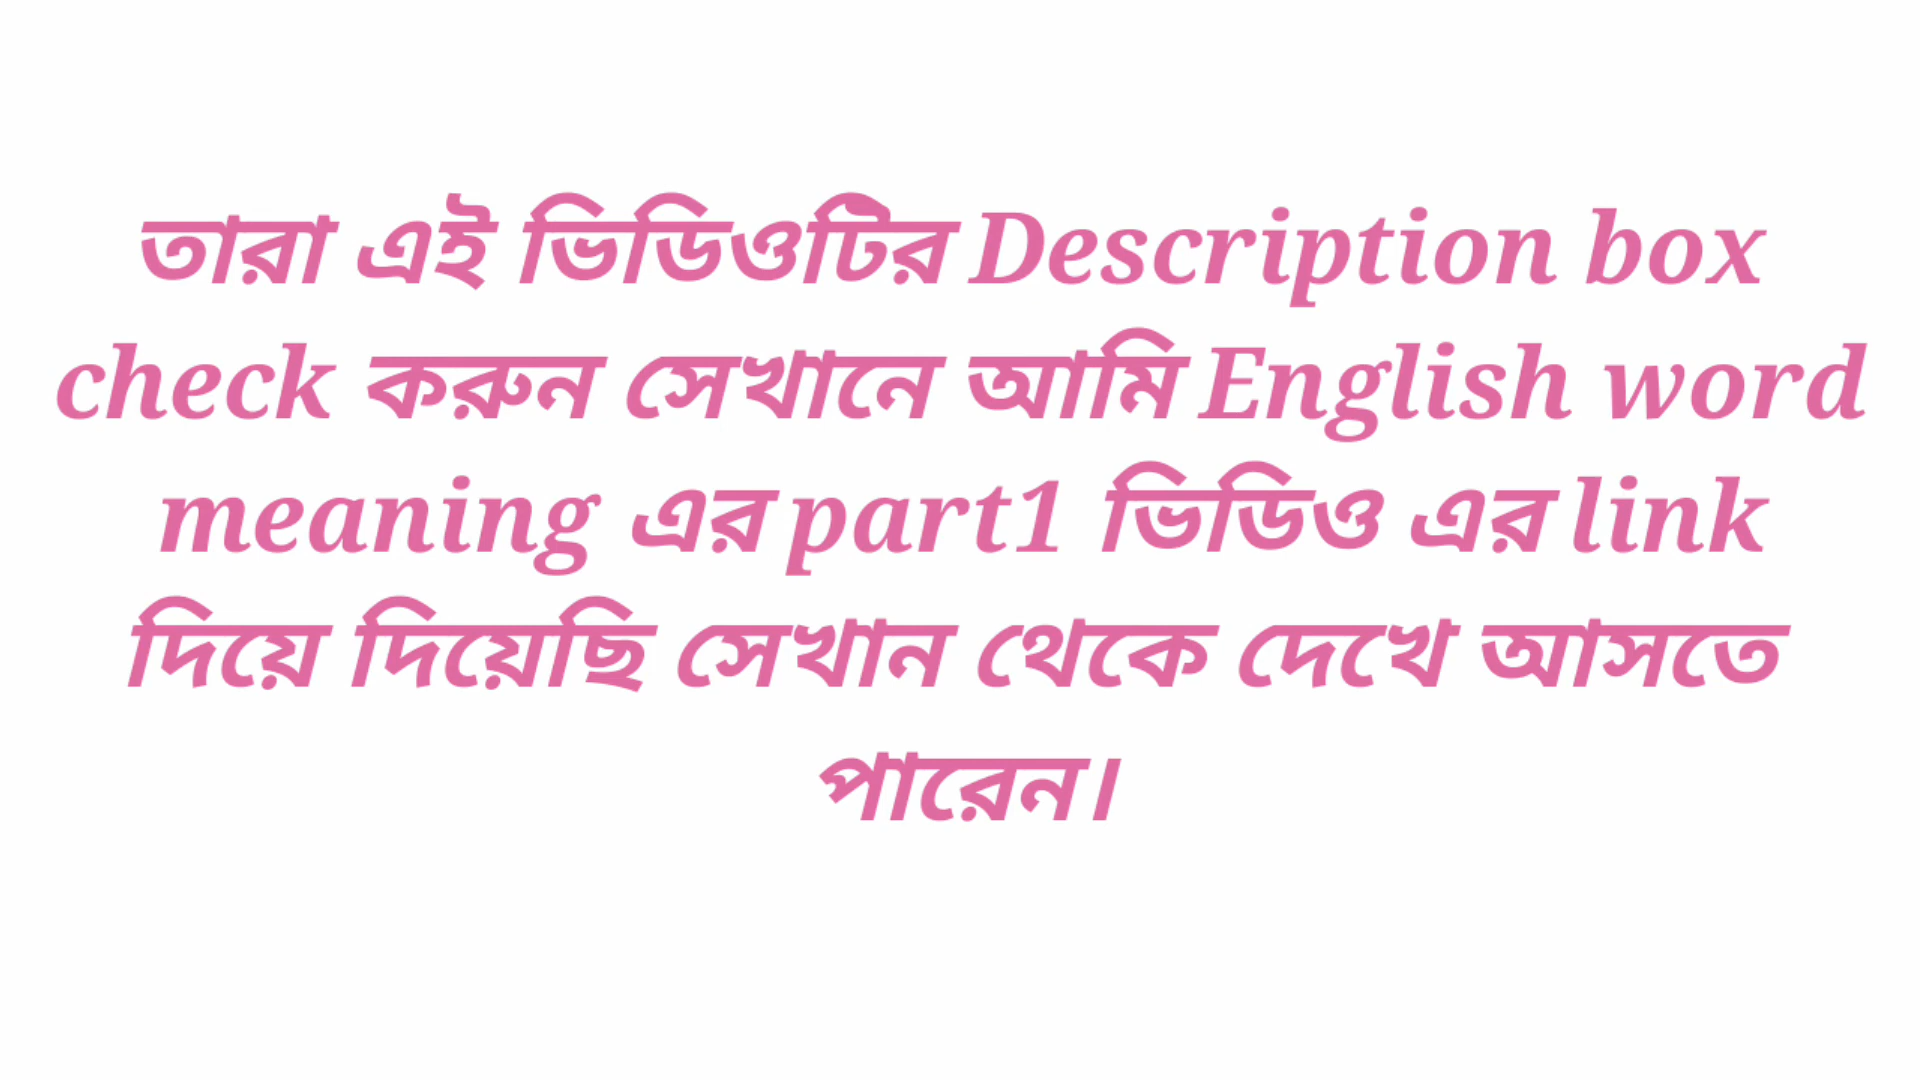 তারা এই ভিডিওটির Description box
check করুন সেখানে আমি English word
meaning এর part1 ভিডিও এর link
দিয়ে দিয়েছি সেখান থেকে দেখে আসতে
পারেন।